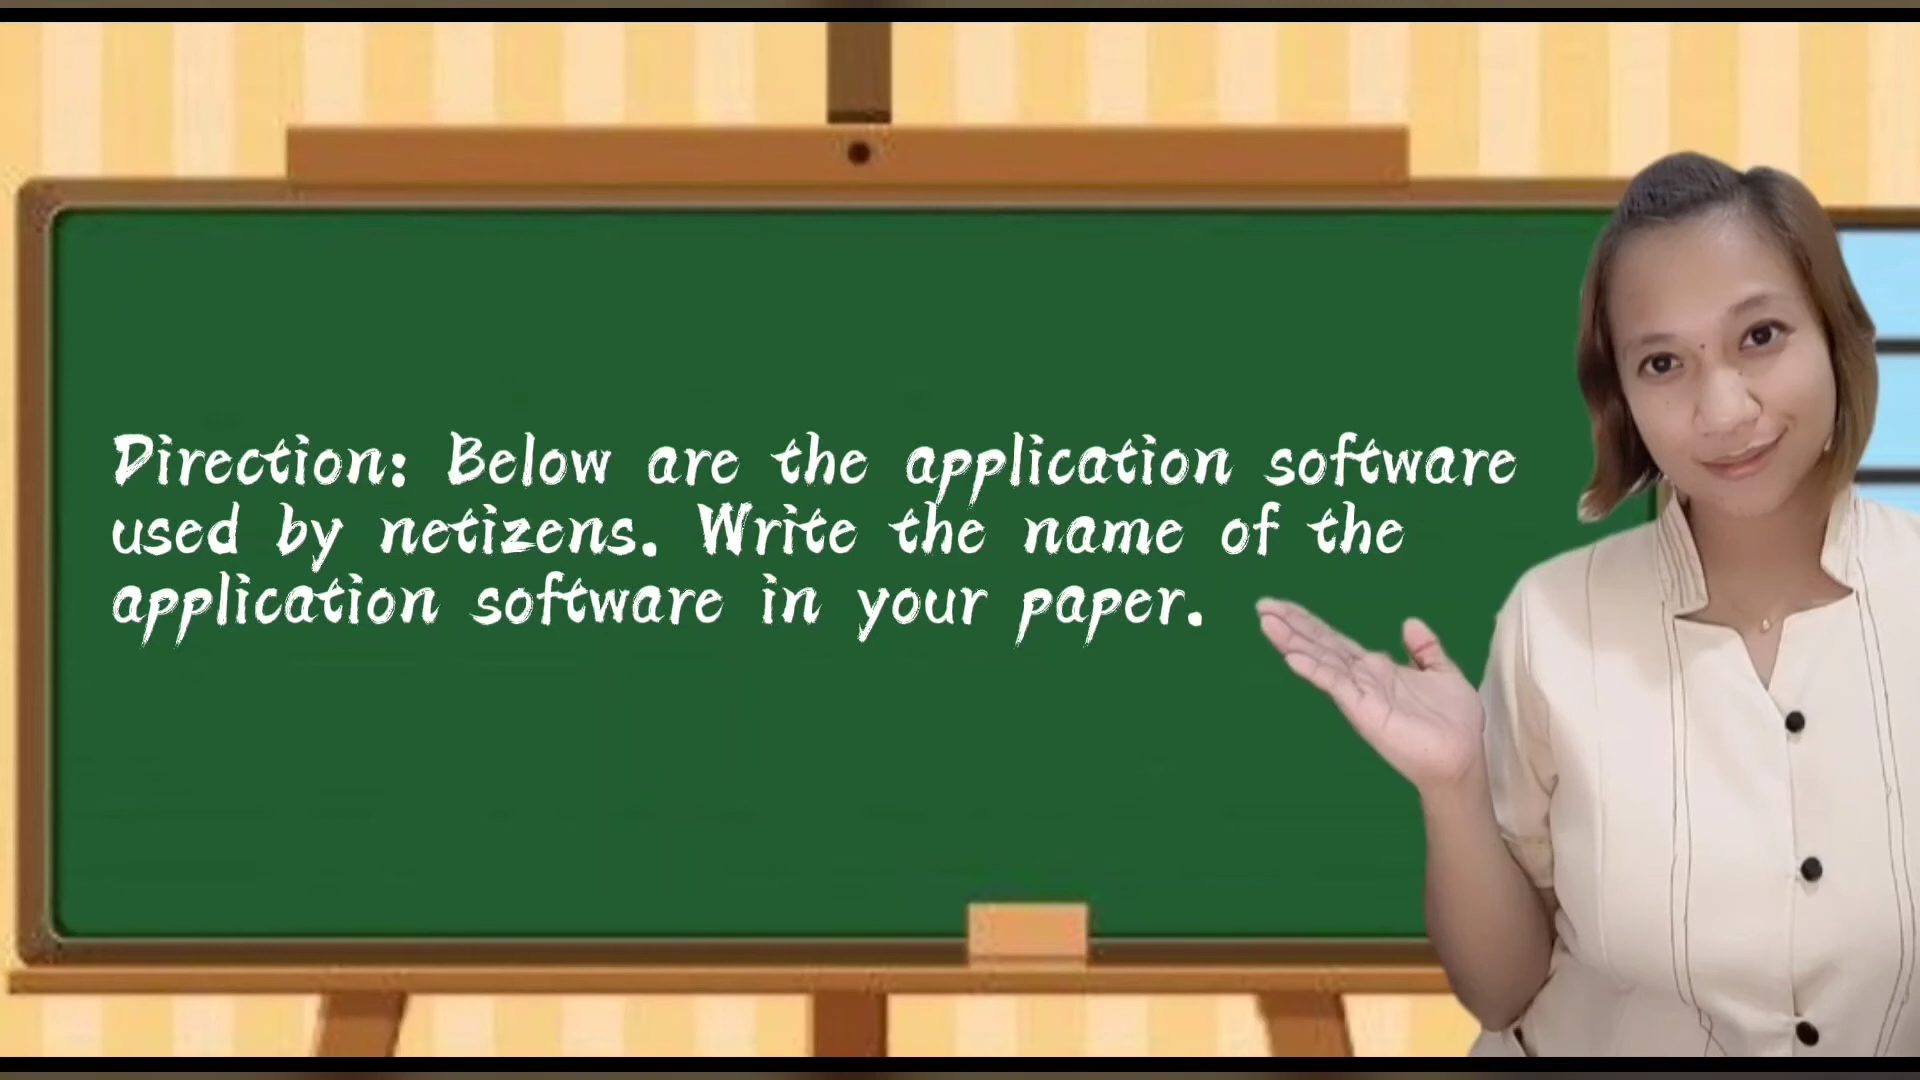 Direction: Below are the application software
used by netizens. Write the name of the
application software in your paper.